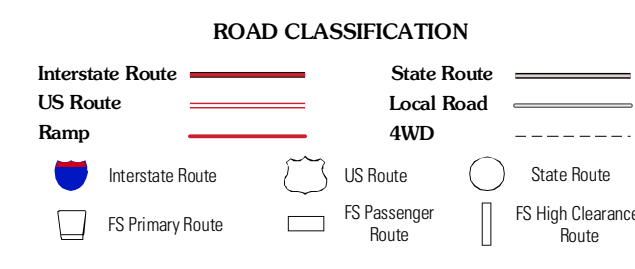 ROAD CLASSIFICATION
Interstate Route
State Route
US Route
Local Road
Ramp
4WD
Interstate Route
US Route
State Route
FS Primary Route
FS Passenger
Route
FS High Clearance
Route